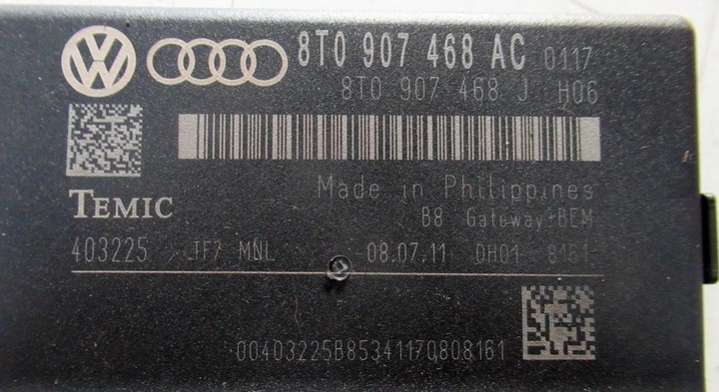 8T0 907 468 AC 0117
8T0 907 468 J H06
TEMIC
Made in Philippines
B8 Gateway+BEM
403225 TF7 MNL 08.07.11 DH01 8161
00403225B85341170808161